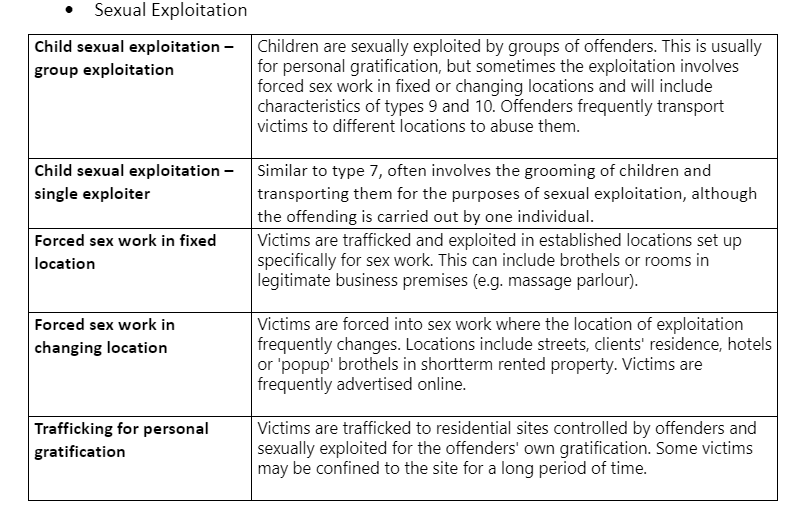 • Sexual Exploitation
Child sexual exploitation –
group exploitation
Children are sexually exploited by groups of offenders. This is usually
for personal gratification, but sometimes the exploitation involves
forced sex work in fixed or changing locations and will include
characteristics of types 9 and 10. Offenders frequently transport
victims to different locations to abuse them.
Child sexual exploitation –
single exploiter
Similar to type 7, often involves the grooming of children and
transporting them for the purposes of sexual exploitation, although
the offending is carried out by one individual.
Forced sex work in fixed
location
Victims are trafficked and exploited in established locations set up
specifically for sex work. This can include brothels or rooms in
legitimate business premises (e.g. massage parlour).
Forced sex work in
changing location
Victims are forced into sex work where the location of exploitation
frequently changes. Locations include streets, clients' residence, hotels
or 'popup' brothels in shortterm rented property. Victims are
frequently advertised online.
Trafficking for personal
gratification
Victims are trafficked to residential sites controlled by offenders and
sexually exploited for the offenders' own gratification. Some victims
may be confined to the site for a long period of time.